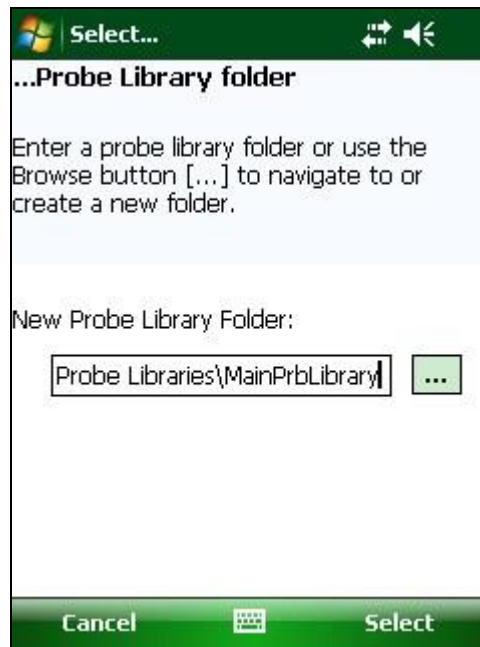 Select...
...Probe Library folder
Enter a probe library folder or use the
Browse button [...] to navigate to or
create a new folder.
New Probe Library Folder:
Probe Libraries\MainPrbLibrary ...
Cancel Select